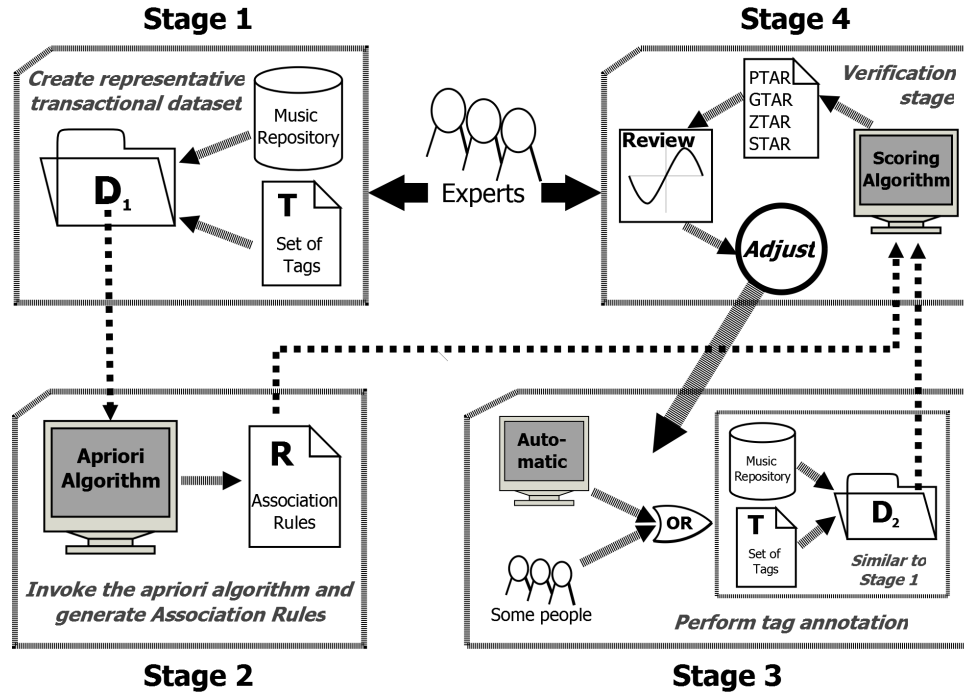 Stage 1
Create representative
transactional dataset
Music
Repository
D1
T
Set of
Tags
Experts
Stage 4
Verification
stage
PTAR
GTAR
ZTAR
STAR
Review
Scoring
Algorithm
Adjust
Apriori
Algorithm
R
Association
Rules
Invoke the apriori algorithm and
generate Association Rules
Stage 2
Auto-
matic
OR
Some people
Music
Repository
T
Set of
Tags
D2
Similar to
Stage 1
Perform tag annotation
Stage 3